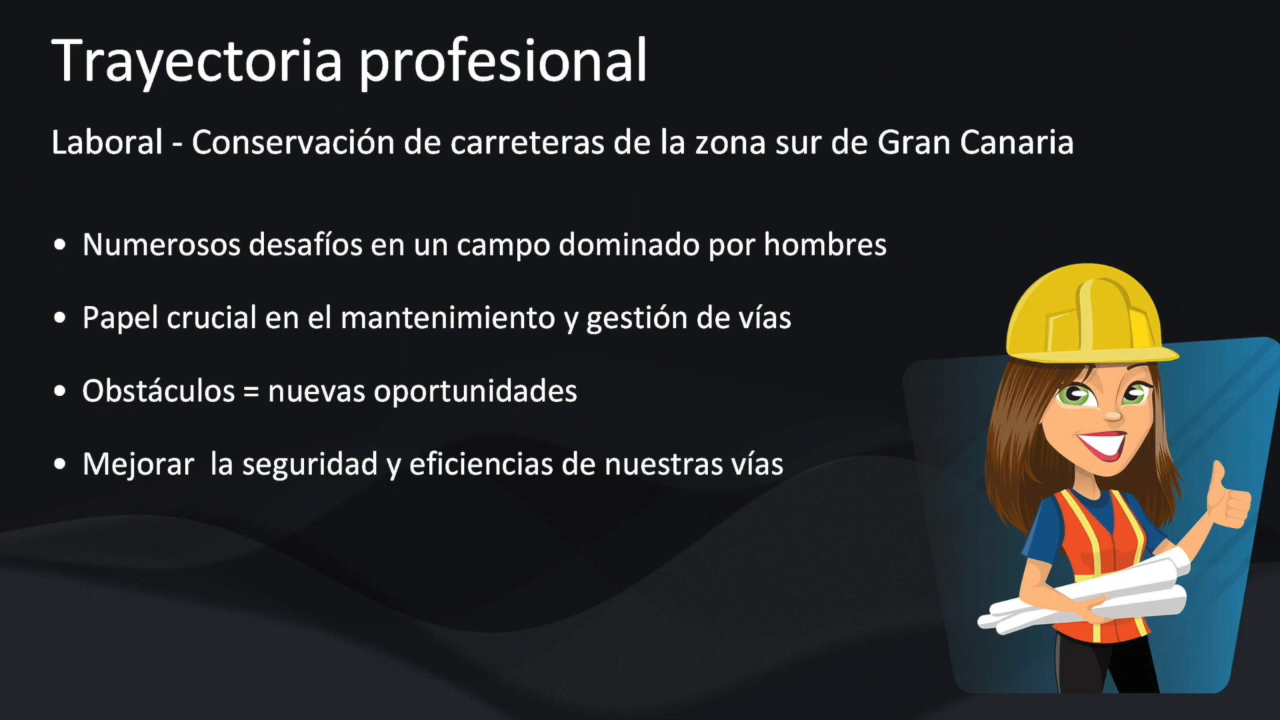 Trayectoria profesional
Laboral - Conservación de carreteras de la zona sur de Gran Canaria
• Numerosos desafíos en un campo dominado por hombres
• Papel crucial en el mantenimiento y gestión de vías
• Obstáculos = nuevas oportunidades
• Mejorar  la seguridad y eficiencias de nuestras vías